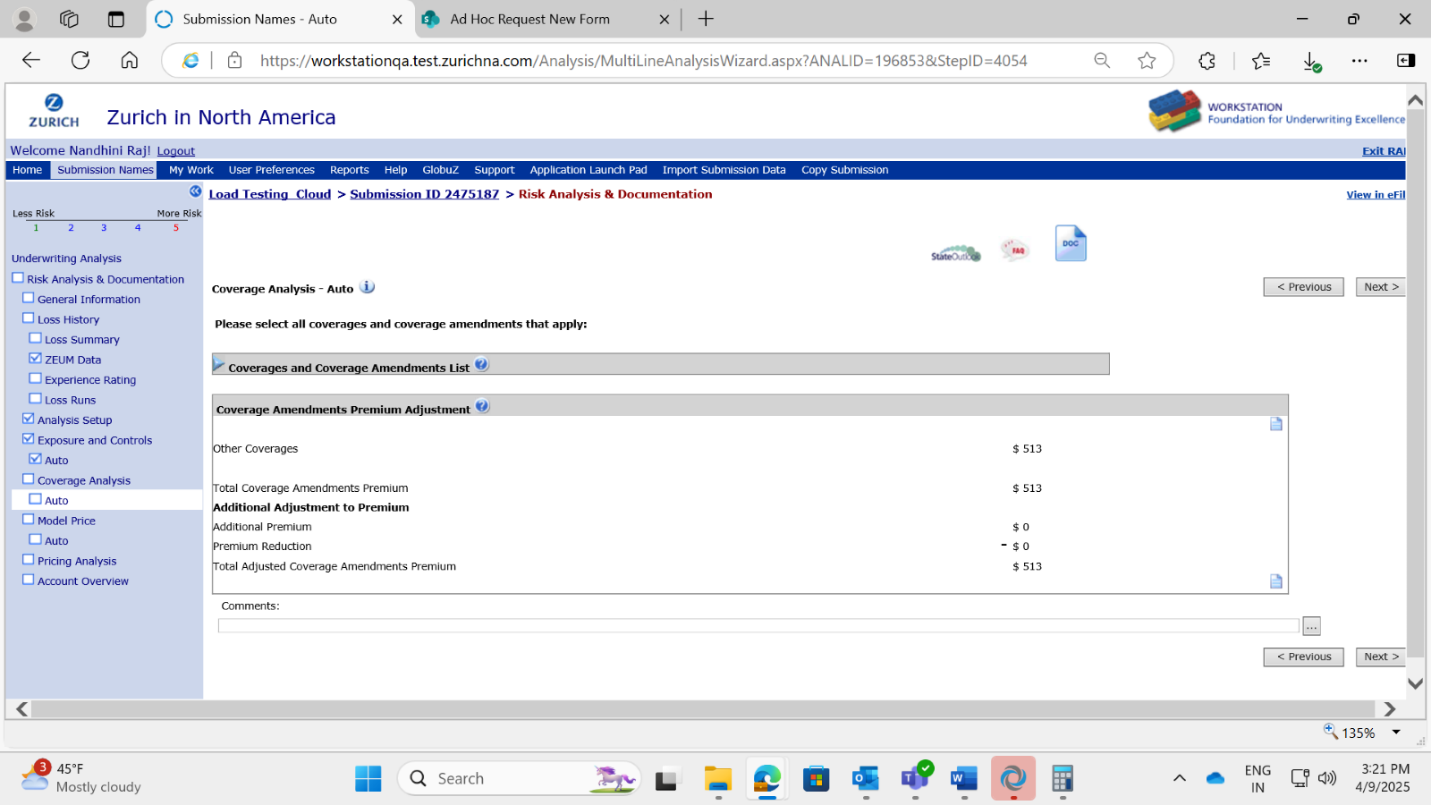 Submission Names - Auto
Ad Hoc Request New Form
https://workstationqa.test.zurichna.com/Analysis/MultiLineAnalysisWizard.aspx?ANALID=196853&StepID=4054
ZURICH
Zurich in North America
WORKSTATION
Foundation for Underwriting Excellence
Welcome Nandhini Raj! Logout
Exit RA
Home Submission Names My Work User Preferences Reports Help GlobuZ Support Application Launch Pad Import Submission Data Copy Submission
Load Testing Cloud > Submission ID 2475187 > Risk Analysis & Documentation
View in eFil
Less Risk More Risk
1 2 3 4 5
StateOutlook
FAQ
DOC
Underwriting Analysis
Risk Analysis & Documentation
General Information
Loss History
Loss Summary
ZEUM Data
Experience Rating
Loss Runs
Analysis Setup
Exposure and Controls
Auto
Coverage Analysis
Auto
Model Price
Auto
Pricing Analysis
Account Overview
Coverage Analysis - Auto
< Previous Next >
Please select all coverages and coverage amendments that apply:
Coverages and Coverage Amendments List
Coverage Amendments Premium Adjustment
Other Coverages $ 513
Total Coverage Amendments Premium $ 513
Additional Adjustment to Premium
Additional Premium $ 0
Premium Reduction - $ 0
Total Adjusted Coverage Amendments Premium $ 513
Comments:
...
< Previous Next >
135%
3
45°F
Mostly cloudy
Search
ENG
IN
3:21 PM
4/9/2025